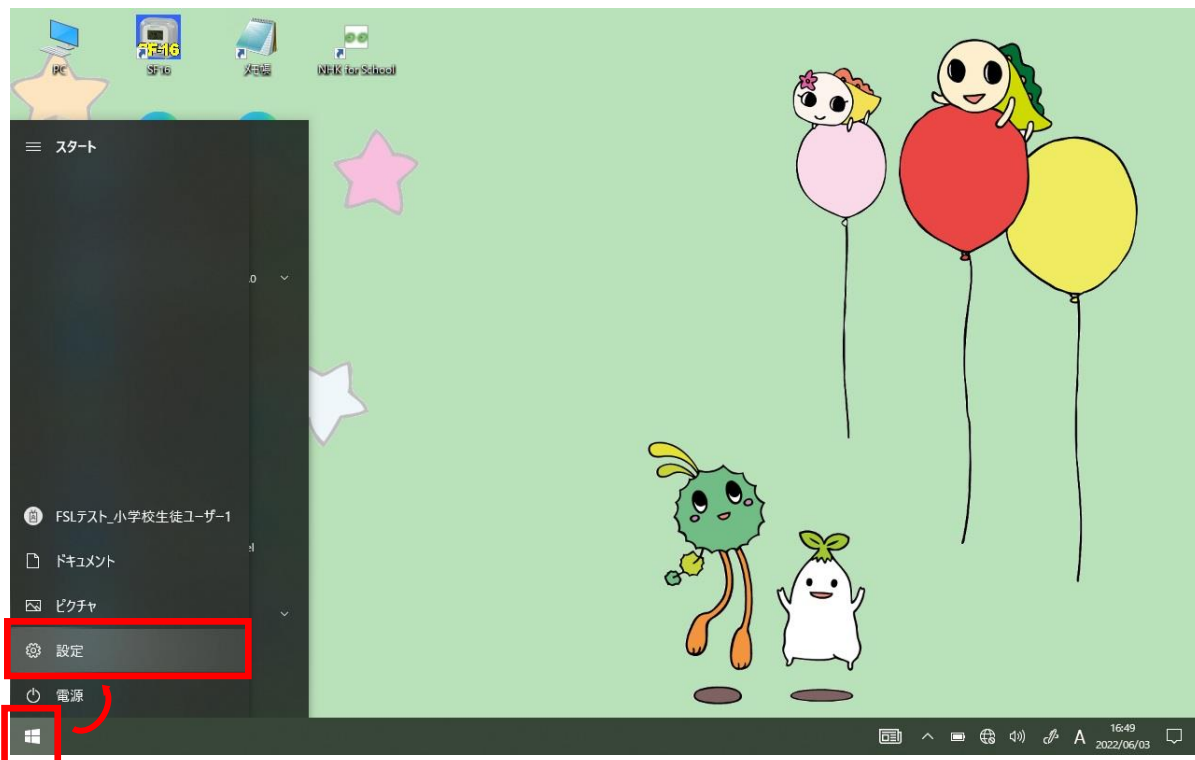 SF-16
PC
SF16
メモ帳
NHK for School
スタート
FSLテスト_小学校生徒ユーザー1
ドキュメント
ピクチャ
設定
電源
A
16:49
2022/06/03